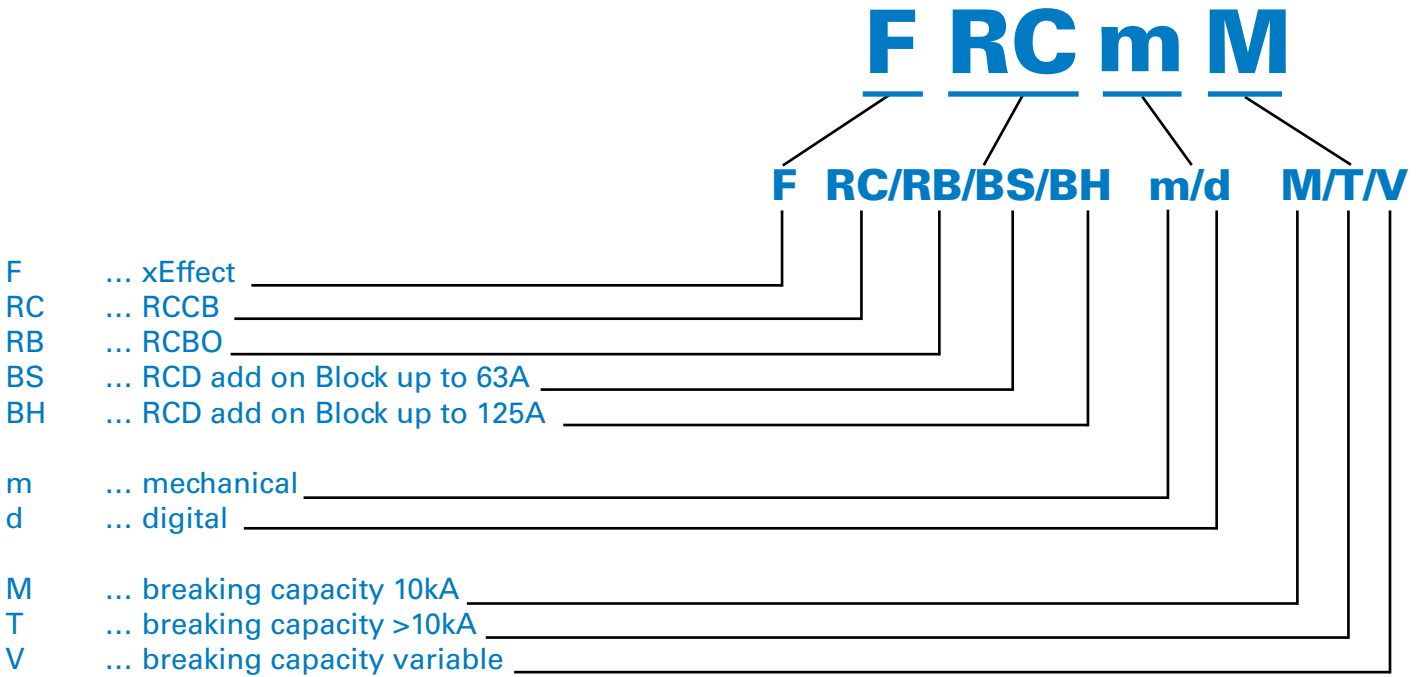 F RC m M
F RC/RB/BS/BH m/d M/T/V
F ... xEffect
RC ... RCCB
RB ... RCBO
BS ... RCD add on Block up to 63A
BH ... RCD add on Block up to 125A
m ... mechanical
d ... digital
M ... breaking capacity 10kA
T ... breaking capacity >10kA
V ... breaking capacity variable